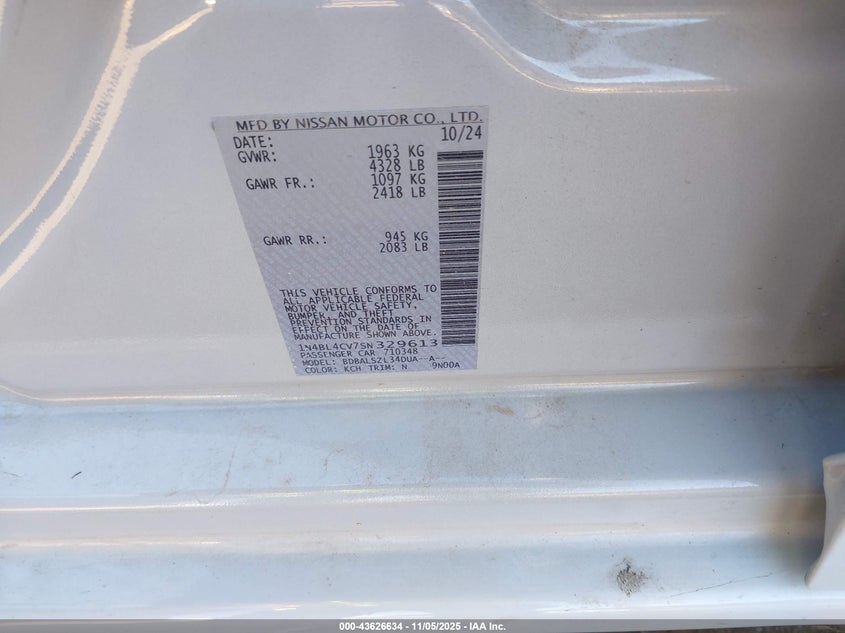 MFD BY NISSAN MOTOR CO., LTD.
DATE: 10/24
GVWR: 1963 KG
4328 LB
GAWR FR.: 1097 KG
2418 LB
GAWR RR.: 945 KG
2083 LB
THIS VEHICLE CONFORMS TO
ALL APPLICABLE FEDERAL
MOTOR VEHICLE SAFETY,
BUMPER, AND THEFT
PREVENTION STANDARDS IN
EFFECT ON THE DATE OF
MANUFACTURE SHOWN ABOVE.
1N4BL4CV7SN329613
PASSENGER CAR 710348
MODEL: BDBALSZL34DUA--A--
COLOR: KCH TRIM: N 9N00A
000-43626634 - 11/05/2025 - IAA Inc.